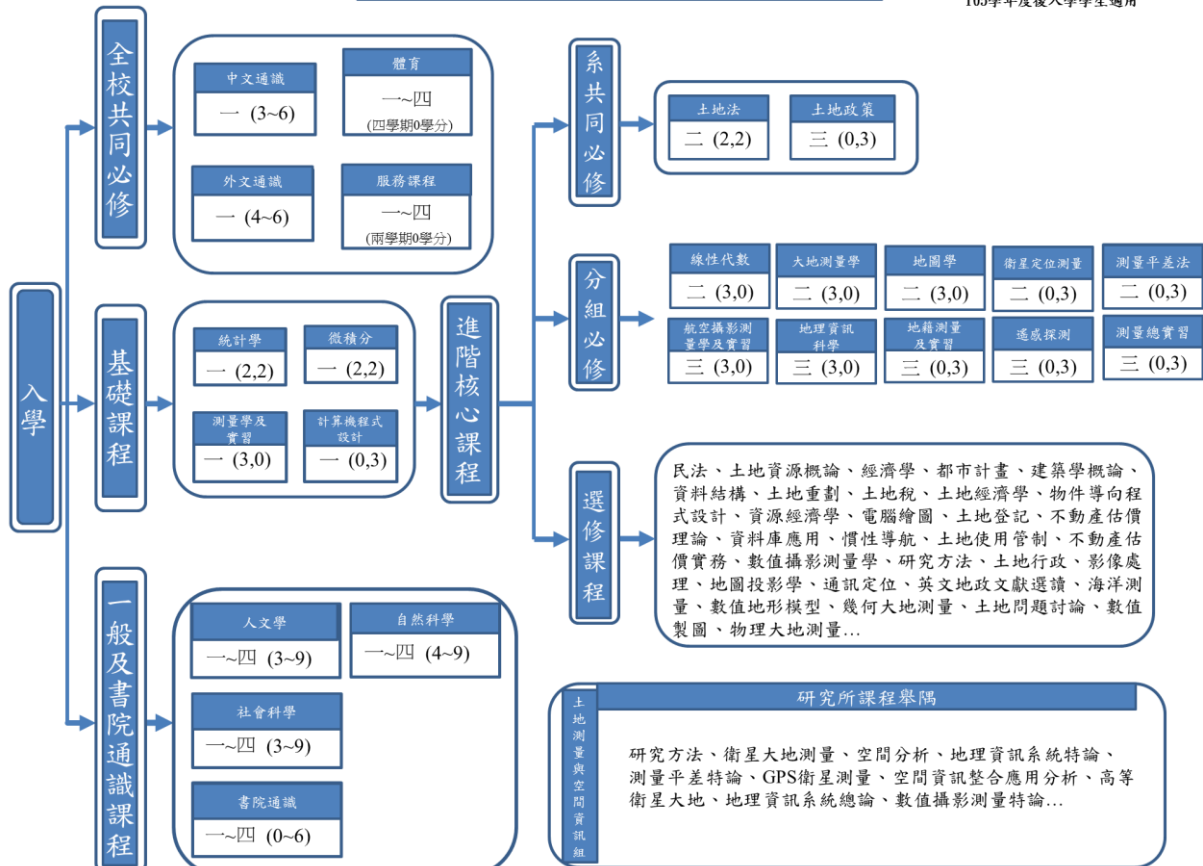 105學年度後入學學生適用
入學
全校共同必修
中文通識
一 (3~6)
體育
一~四
(四學期0學分)
外文通識
一 (4~6)
服務課程
一~四
(兩學期0學分)
基礎課程
統計學
一 (2,2)
微積分
一 (2,2)
測量學及
實習
一 (3,0)
計算機程式
設計
一 (0,3)
一般及書院通識課程
人文學
一~四 (3~9)
自然科學
一~四 (4~9)
社會科學
一~四 (3~9)
書院通識
一~四 (0~6)
進階核心課程
系共同必修
土地法
二 (2,2)
土地政策
三 (0,3)
分組必修
線性代數
二 (3,0)
大地測量學
二 (3,0)
地圖學
二 (3,0)
衛星定位測量
二 (0,3)
測量平差法
二 (0,3)
航空攝影測
量學及實習
三 (3,0)
地理資訊
科學
三 (3,0)
地籍測量
及實習
三 (0,3)
遙感探測
三 (0,3)
測量總實習
三 (0,3)
選修課程
民法、土地資源概論、經濟學、都市計畫、建築學概論、
資料結構、土地重劃、土地稅、土地經濟學、物件導向程
式設計、資源經濟學、電腦繪圖、土地登記、不動產估價
理論、資料庫應用、慣性導航、土地使用管制、不動產估
價實務、數值攝影測量學、研究方法、土地行政、影像處
理、地圖投影學、通訊定位、英文地政文獻選讀、海洋測
量、數值地形模型、幾何大地測量、土地問題討論、數值
製圖、物理大地測量…
土地測量與空間資訊組
研究所課程舉隅
研究方法、衛星大地測量、空間分析、地理資訊系統特論、
測量平差特論、GPS衛星測量、空間資訊整合應用分析、高等
衛星大地、地理資訊系統總論、數值攝影測量特論…